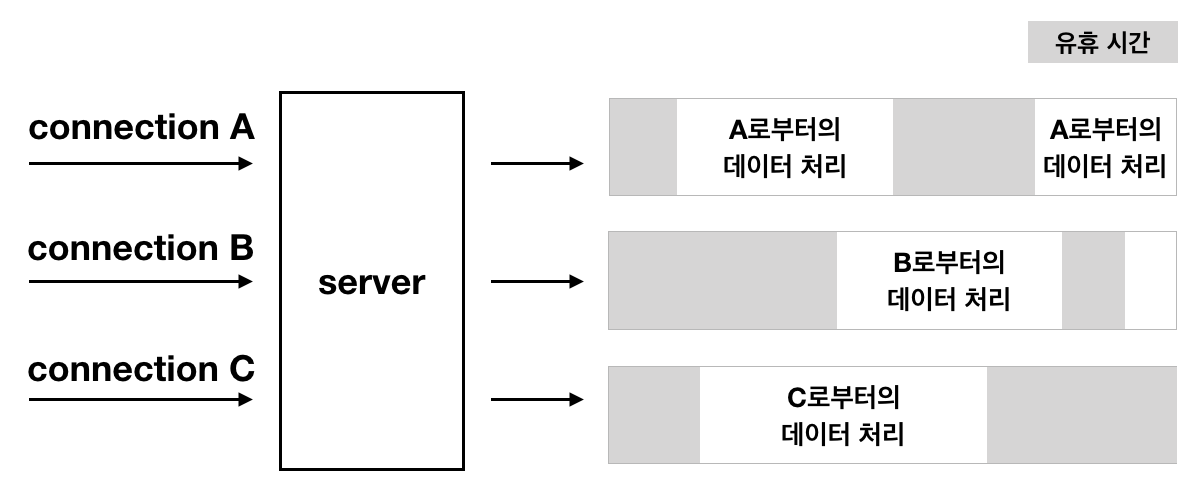 유휴 시간
connection A
connection B
connection C
server
A로부터의
데이터 처리
A로부터의
데이터 처리
B로부터의
데이터 처리
C로부터의
데이터 처리